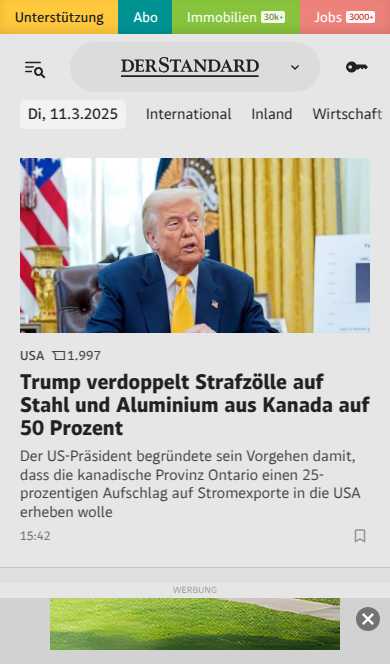 Unterstützung Abo Immobilien 30k+ Jobs 3000+
DERSTANDARD
Di, 11.3.2025 International Inland Wirtschaft
USA 1.997
Trump verdoppelt Strafzölle auf
Stahl und Aluminium aus Kanada auf
50 Prozent
Der US-Präsident begründete sein Vorgehen damit,
dass die kanadische Provinz Ontario einen 25-
prozentigen Aufschlag auf Stromexporte in die USA
erheben wolle
15:42
WERBUNG